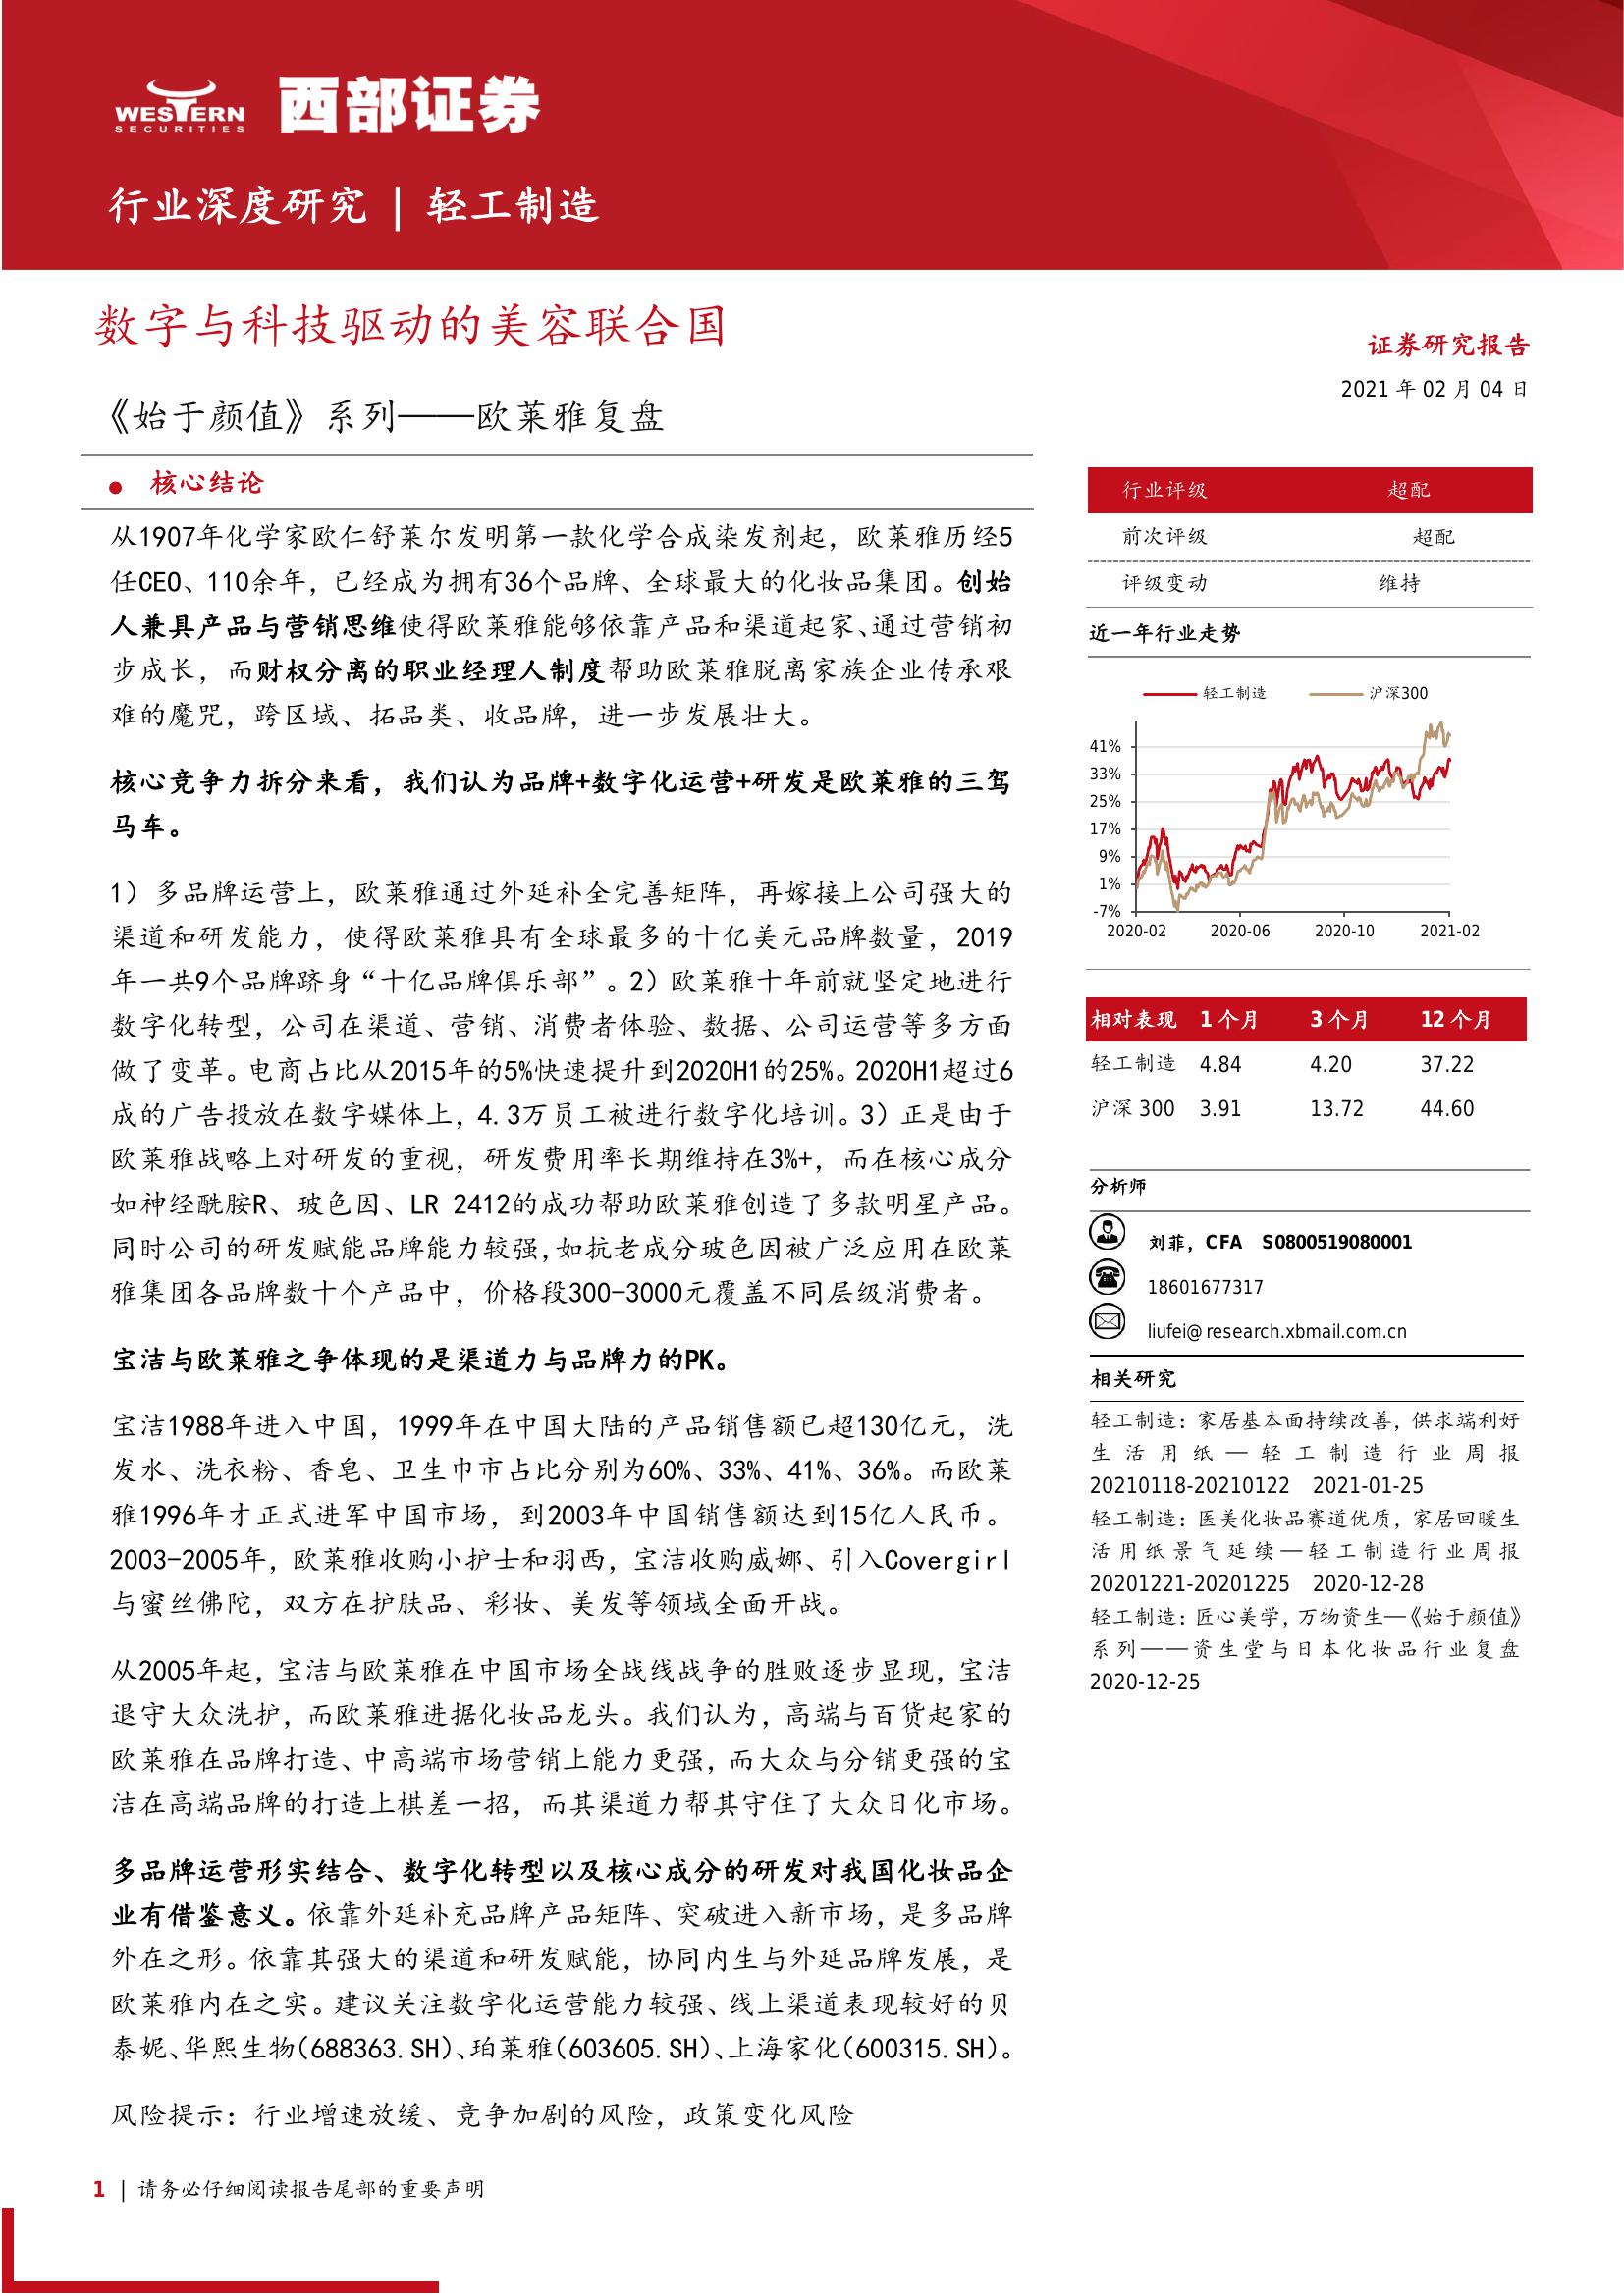 WESTERN
SECURITIES
西部证券
行业深度研究 | 轻工制造
数字与科技驱动的美容联合国
《始于颜值》系列——欧莱雅复盘
● 核心结论
从1907年化学家欧仁舒莱尔发明第一款化学合成染发剂起，欧莱雅历经5
任CEO、110余年，已经成为拥有36个品牌、全球最大的化妆品集团。创始
人兼具产品与营销思维使得欧莱雅能够依靠产品和渠道起家、通过营销初
步成长，而财权分离的职业经理人制度帮助欧莱雅脱离家族企业传承艰
难的魔咒，跨区域、拓品类、收品牌，进一步发展壮大。
核心竞争力拆分来看，我们认为品牌+数字化运营+研发是欧莱雅的三驾
马车。
1）多品牌运营上，欧莱雅通过外延补全完善矩阵，再嫁接上公司强大的
渠道和研发能力，使得欧莱雅具有全球最多的十亿美元品牌数量，2019
年一共9个品牌跻身“十亿品牌俱乐部”。2）欧莱雅十年前就坚定地进行
数字化转型，公司在渠道、营销、消费者体验、数据、公司运营等多方面
做了变革。电商占比从2015年的5%快速提升到2020H1的25%。2020H1超过6
成的广告投放在数字媒体上，4.3万员工被进行数字化培训。3）正是由于
欧莱雅战略上对研发的重视，研发费用率长期维持在3%+，而在核心成分
如神经酰胺R、玻色因、LR 2412的成功帮助欧莱雅创造了多款明星产品。
同时公司的研发赋能品牌能力较强，如抗老成分玻色因被广泛应用在欧莱
雅集团各品牌数十个产品中，价格段300-3000元覆盖不同层级消费者。
宝洁与欧莱雅之争体现的是渠道力与品牌力的PK。
宝洁1988年进入中国，1999年在中国大陆的产品销售额已超130亿元，洗
发水、洗衣粉、香皂、卫生巾市占比分别为60%、33%、41%、36%。而欧莱
雅1996年才正式进军中国市场，到2003年中国销售额达到15亿人民币。
2003-2005年，欧莱雅收购小护士和羽西，宝洁收购威娜、引入Covergirl
与蜜丝佛陀，双方在护肤品、彩妆、美发等领域全面开战。
从2005年起，宝洁与欧莱雅在中国市场全战线战争的胜败逐步显现，宝洁
退守大众洗护，而欧莱雅进据化妆品龙头。我们认为，高端与百货起家的
欧莱雅在品牌打造、中高端市场营销上能力更强，而大众与分销更强的宝
洁在高端品牌的打造上棋差一招，而其渠道力帮其守住了大众日化市场。
多品牌运营形实结合、数字化转型以及核心成分的研发对我国化妆品企
业有借鉴意义。依靠外延补充品牌产品矩阵、突破进入新市场，是多品牌
外在之形。依靠其强大的渠道和研发赋能，协同内生与外延品牌发展，是
欧莱雅内在之实。建议关注数字化运营能力较强、线上渠道表现较好的贝
泰妮、华熙生物(688363.SH)、珀莱雅(603605.SH)、上海家化(600315.SH)。
风险提示：行业增速放缓、竞争加剧的风险，政策变化风险
证券研究报告
2021 年 02 月 04 日
行业评级 超配
前次评级 超配
评级变动 维持
近一年行业走势
轻工制造 沪深300
41%
33%
25%
17%
9%
1%
-7%
2020-02 2020-06 2020-10 2021-02
相对表现 1 个月 3 个月 12 个月
轻工制造 4.84 4.20 37.22
沪深 300 3.91 13.72 44.60
分析师
刘菲，CFA S0800519080001
18601677317
liufei@research.xbmail.com.cn
相关研究
轻工制造：家居基本面持续改善，供求端利好
生活用纸—轻工制造行业周报
20210118-20210122 2021-01-25
轻工制造：医美化妆品赛道优质，家居回暖生
活用纸景气延续—轻工制造行业周报
20201221-20201225 2020-12-28
轻工制造：匠心美学，万物资生—《始于颜值》
系列——资生堂与日本化妆品行业复盘
2020-12-25
1 | 请务必仔细阅读报告尾部的重要声明